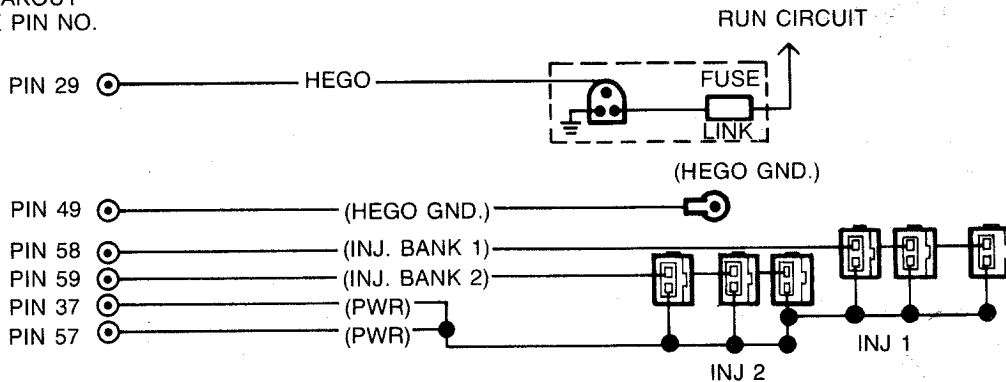 PIN NO.
RUN CIRCUIT
PIN 29
HEGO
FUSE
LINK
(HEGO GND.)
PIN 49
(HEGO GND.)
PIN 58
(INJ. BANK 1)
PIN 59
(INJ. BANK 2)
PIN 37
(PWR)
PIN 57
(PWR)
INJ 1
INJ 2